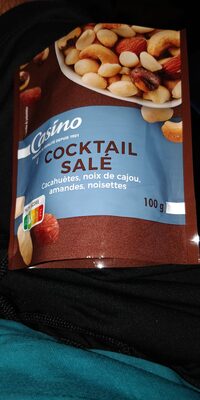 Casino
COCKTAIL
SALÉ
Cacahuètes, noix de cajou,
amandes, noisettes
100 g